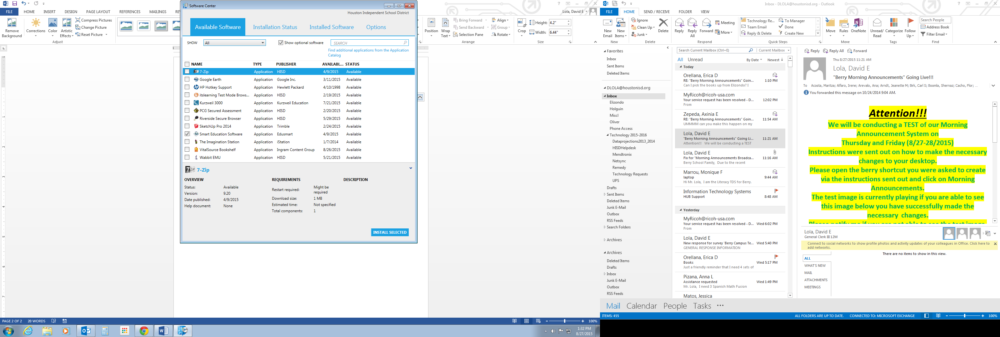 FILE HOME INSERT DESIGN PAGE LAYOUT REFERENCES MAILINGS RE
Remove Background
Corrections
Color
Artistic Effects
Compress Pictures
Change Picture
Reset Picture
Adjust
Software Center
Houston Independent School District
Available Software Installation Status Installed Software Options
SHOW All Show optional software SEARCH
Find additional applications from the Application
Catalog
NAME TYPE PUBLISHER AVAILABL... STATUS
7-Zip Application HISD 4/9/2015 Available
Google Earth Application Google Inc. 3/11/2015 Available
HP Hotkey Support Application Hewlett Packard 4/10/1998 Available
itslearning Test Mode Brows... Application HISD 2/19/2015 Available
Kurzweil 3000 Application Kurzweil Education 7/21/2015 Available
PCG Secured Assessment Application HISD 2/20/2015 Available
Riverside Secure Browser Application HISD 5/29/2015 Available
SketchUp Pro 2014 Application Trimble 2/24/2015 Available
Smart Education Software Application Edusmart 4/9/2015 Available
The Imagination Station Application iStation 1/7/2014 Available
VitalSource Bookshelf Application Ingram Content Group 8/26/2015 Available
Wabbit EMU Application HISD 5/21/2015 Available
7-Zip
OVERVIEW REQUIREMENTS DESCRIPTION
Status: Available
Version: 9.20
Date published: 4/9/2015
Help document: None
Restart required: Might be
required
Download size: 1 MB
Estimated time: Not specified
Total components: 1
INSTALL SELECTED
Lola, David E
Position
Wrap Text
Bring Forward
Send Backward
Selection Pane
Align
Group
Rotate
Arrange
Crop
Height: 4.2"
Width: 6.44"
Size
PAGE 2 OF 2 20 WORDS 100%
1:32 PM
8/27/2015
Inbox - DLOLA@houstonisd.org - Outlook
FILE HOME SEND / RECEIVE FOLDER VIEW
New Email
New Items
New
Ignore
Clean Up
Junk
Delete
Delete
Reply
Reply All
Forward
Meeting
More
Respond
Technology Re...
Team Email
Reply & Delete
To Manager
Done
Create New
Quick Steps
Move
Rules
OneNote
Move
Unread/ Read
Categorize
Follow Up
Tags
Search People
Address Book
Filter Email
Find
Favorites
Inbox
Sent Items
Deleted Items
DLOLA@houstonisd.org
Inbox
Elizondo
Holguin
Miscl
Oliver
Phone Access
Technology 2015-2016
Dataprojections2013_2014
HISDHelpdesk
Mendtronix
Netsync
Remedy
Technology Requests
UPS
Drafts
Sent Items
Deleted Items
Junk E-Mail
Outbox
RSS Feeds
Search Folders
Archives
Archives
Deleted Items
Drafts
Inbox
Junk E-Mail
Outbox
RSS Feeds
Search Current Mailbox (Ctrl+E) Current Mailbox
All Unread By Date Newest
Today
Orellana, Erica D
RE: "Berry Morning Announcements" Goin... 1:10 PM
Can I pick the books up from Elizondo? I
MyRicoh@ricoh-usa.com
Your service request has been resolved - D... 12:02 PM
From
Zepeda, Axinia E
RE: "Berry Morning Announcements" Goin... 11:54 AM
UMMMM can you make this happen on my
Lola, David E
"Berry Morning Announcements" Going Li... 11:21 AM
Attention!!! We will be conducting a TEST
Lola, David E
Fix for "Morning Announcements Broadca... 11:16 AM
Berry School Family, Due to the recent
Marrou, Monique F
laptop 9:44 AM
Hi Mr. Lola, I am the Literacy TDS for Berry.
Information Technology Systems
HUB Support 8:48 AM
Yesterday
MyRicoh@ricoh-usa.com
Your service request has been resolved - D... Wed 6:02 PM
From
Lola, David E
New response for survey 'Berry Campus Te... Wed 5:40 PM
GENERAL RESPONSE INFORMATION
Orellana, Erica D
Books Wed 5:17 PM
Just a friendly reminder that I need 4 sets of
Pizana, Anna L
Assistance requested Wed 1:49 PM
Mr. Lola, I need 3 Spanish Math Fusion
Matos, Jessica
Reply Reply All Forward
Thu 8/27/2015 11:21 AM
Lola, David E
"Berry Morning Announcements" Going Live!!!
To Acosta, Maritza; Alfaro, Irene; Arevalo, Ana; Arndt, Jeanette M; Birk, Carl S; Boomla, Shernaz; Cacho, Flor; ...
You forwarded this message on 10/24/2014 9:04 AM.
Attention!!!
We will be conducting a TEST of our Morning
Announcement System on
Thursday and Friday (8/27-28/2015)
Instructions were sent out on how to make the necessary
changes to your desktop.
Please open the berry shortcut you were asked to create
via the instructions sent out and click on Morning
Announcements.
The test image is currently playing if you are able to see
this image below you have successfully made the
necessary changes.
Please notify me if you are not able to see the test image
Lola, David E
General Clerk III 12M
Connect to social networks to show profile photos and activity updates of your colleagues in Office. Click here to
add networks.
There are no items to show in this view.
ALL
WHAT'S NEW
MAIL
ATTACHMENTS
MEETINGS
Mail Calendar People Tasks ...
ITEMS: 455 ALL FOLDERS ARE UP TO DATE. CONNECTED TO: MICROSOFT EXCHANGE 100%